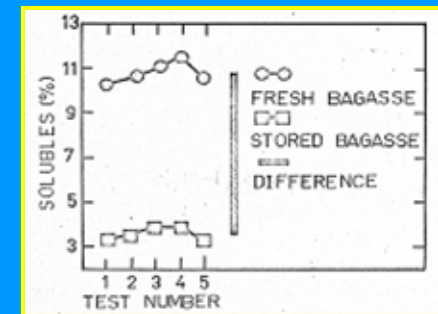 13
11
9
7
5
3
SOLUBLES (%)
1 2 3 4 5
TEST NUMBER
FRESH BAGASSE
STORED BAGASSE
DIFFERENCE